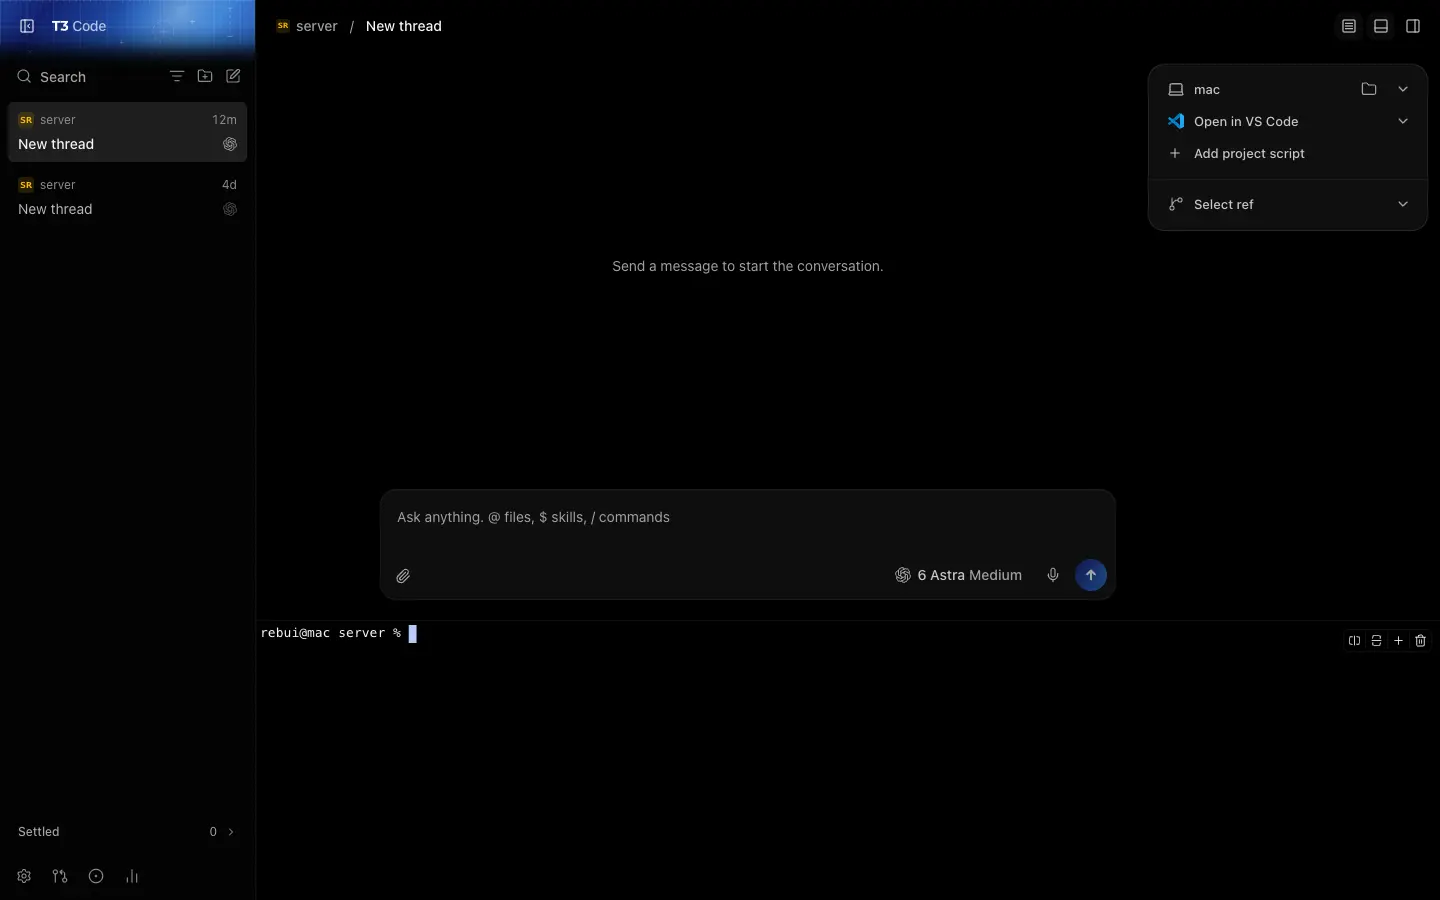 T3 Code
Search
SR server 12m
New thread
SR server 4d
New thread
Settled 0
SR server / New thread
mac
Open in VS Code
Add project script
Select ref
Send a message to start the conversation.
Ask anything. @ files, $ skills, / commands
6 Astra Medium
rebui@mac server %